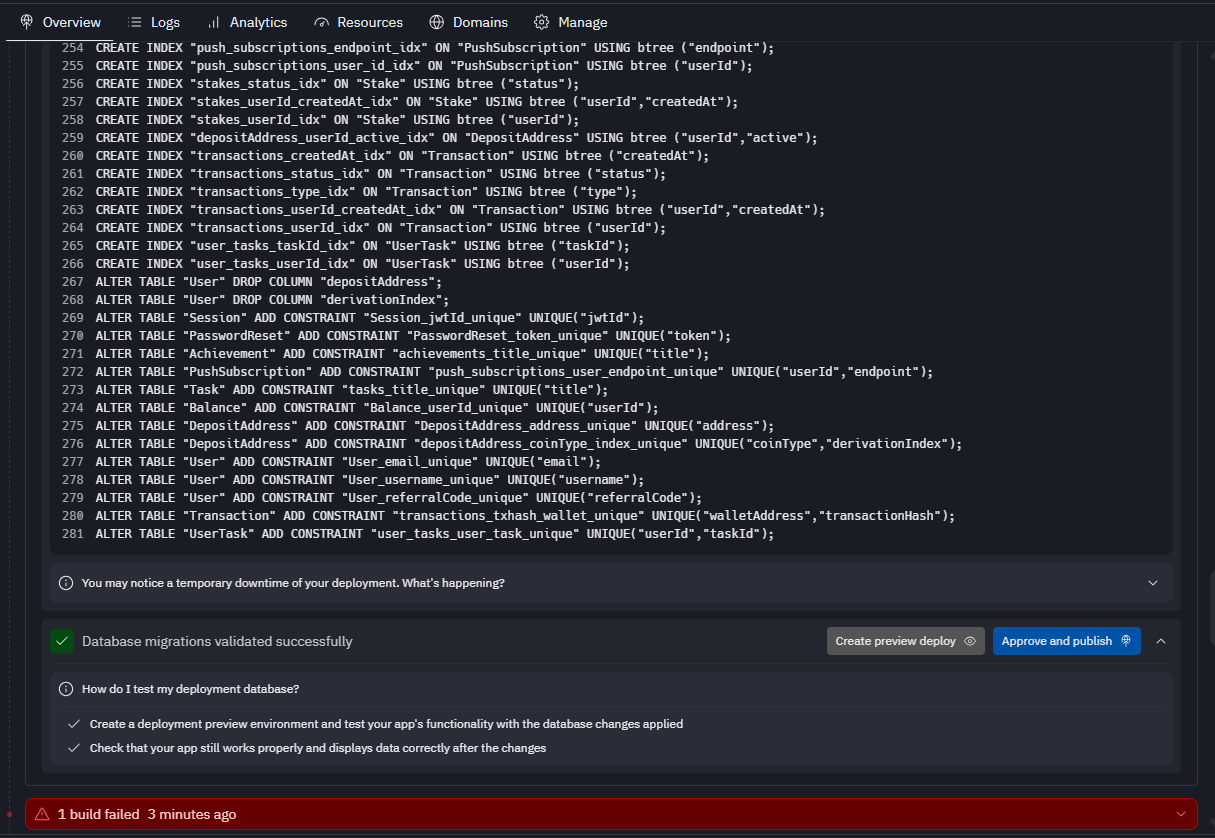 Overview Logs Analytics Resources Domains Manage
254 CREATE INDEX "push_subscriptions_endpoint_idx" ON "PushSubscription" USING btree ("endpoint");
255 CREATE INDEX "push_subscriptions_user_id_idx" ON "PushSubscription" USING btree ("userId");
256 CREATE INDEX "stakes_status_idx" ON "Stake" USING btree ("status");
257 CREATE INDEX "stakes_userId_createdAt_idx" ON "Stake" USING btree ("userId","createdAt");
258 CREATE INDEX "stakes_userId_idx" ON "Stake" USING btree ("userId");
259 CREATE INDEX "depositAddress_userId_active_idx" ON "DepositAddress" USING btree ("userId","active");
260 CREATE INDEX "transactions_createdAt_idx" ON "Transaction" USING btree ("createdAt");
261 CREATE INDEX "transactions_status_idx" ON "Transaction" USING btree ("status");
262 CREATE INDEX "transactions_type_idx" ON "Transaction" USING btree ("type");
263 CREATE INDEX "transactions_userId_createdAt_idx" ON "Transaction" USING btree ("userId","createdAt");
264 CREATE INDEX "transactions_userId_idx" ON "Transaction" USING btree ("userId");
265 CREATE INDEX "user_tasks_taskId_idx" ON "UserTask" USING btree ("taskId");
266 CREATE INDEX "user_tasks_userId_idx" ON "UserTask" USING btree ("userId");
267 ALTER TABLE "User" DROP COLUMN "depositAddress";
268 ALTER TABLE "User" DROP COLUMN "derivationIndex";
269 ALTER TABLE "Session" ADD CONSTRAINT "Session_jwtId_unique" UNIQUE("jwtId");
270 ALTER TABLE "PasswordReset" ADD CONSTRAINT "PasswordReset_token_unique" UNIQUE("token");
271 ALTER TABLE "Achievement" ADD CONSTRAINT "achievements_title_unique" UNIQUE("title");
272 ALTER TABLE "PushSubscription" ADD CONSTRAINT "push_subscriptions_user_endpoint_unique" UNIQUE("userId","endpoint");
273 ALTER TABLE "Task" ADD CONSTRAINT "tasks_title_unique" UNIQUE("title");
274 ALTER TABLE "Balance" ADD CONSTRAINT "Balance_userId_unique" UNIQUE("userId");
275 ALTER TABLE "DepositAddress" ADD CONSTRAINT "DepositAddress_address_unique" UNIQUE("address");
276 ALTER TABLE "DepositAddress" ADD CONSTRAINT "depositAddress_coinType_index_unique" UNIQUE("coinType","derivationIndex");
277 ALTER TABLE "User" ADD CONSTRAINT "User_email_unique" UNIQUE("email");
278 ALTER TABLE "User" ADD CONSTRAINT "User_username_unique" UNIQUE("username");
279 ALTER TABLE "User" ADD CONSTRAINT "User_referralCode_unique" UNIQUE("referralCode");
280 ALTER TABLE "Transaction" ADD CONSTRAINT "transactions_txhash_wallet_unique" UNIQUE("walletAddress","transactionHash");
281 ALTER TABLE "UserTask" ADD CONSTRAINT "user_tasks_user_task_unique" UNIQUE("userId","taskId");
You may notice a temporary downtime of your deployment. What's happening?
Database migrations validated successfully Create preview deploy Approve and publish
How do I test my deployment database?
Create a deployment preview environment and test your app's functionality with the database changes applied
Check that your app still works properly and displays data correctly after the changes
1 build failed 3 minutes ago